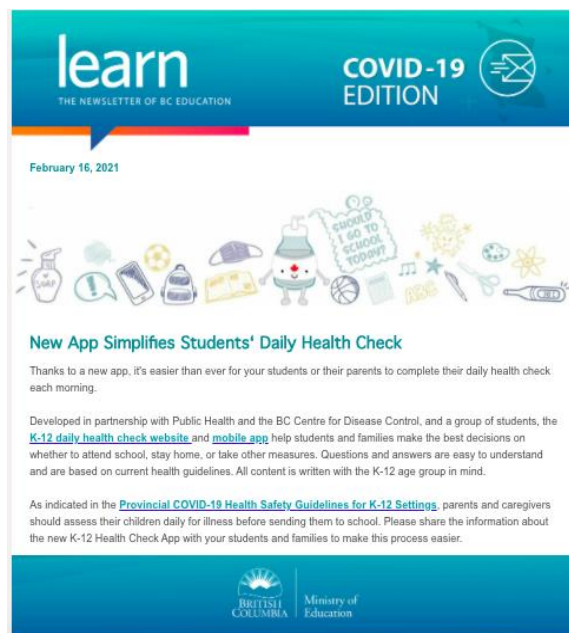 learn
THE NEWSLETTER OF BC EDUCATION
COVID-19
EDITION
February 16, 2021
SOAP
SHOULD
I GO TO
SCHOOL
TODAY?
ABC
New App Simplifies Students' Daily Health Check
Thanks to a new app, it's easier than ever for your students or their parents to complete their daily health check
each morning.
Developed in partnership with Public Health and the BC Centre for Disease Control, and a group of students, the
K-12 daily health check website and mobile app help students and families make the best decisions on
whether to attend school, stay home, or take other measures. Questions and answers are easy to understand
and are based on current health guidelines. All content is written with the K-12 age group in mind.
As indicated in the Provincial COVID-19 Health Safety Guidelines for K-12 Settings, parents and caregivers
should assess their children daily for illness before sending them to school. Please share the information about
the new K-12 Health Check App with your students and families to make this process easier.
BRITISH
COLUMBIA
Ministry of
Education